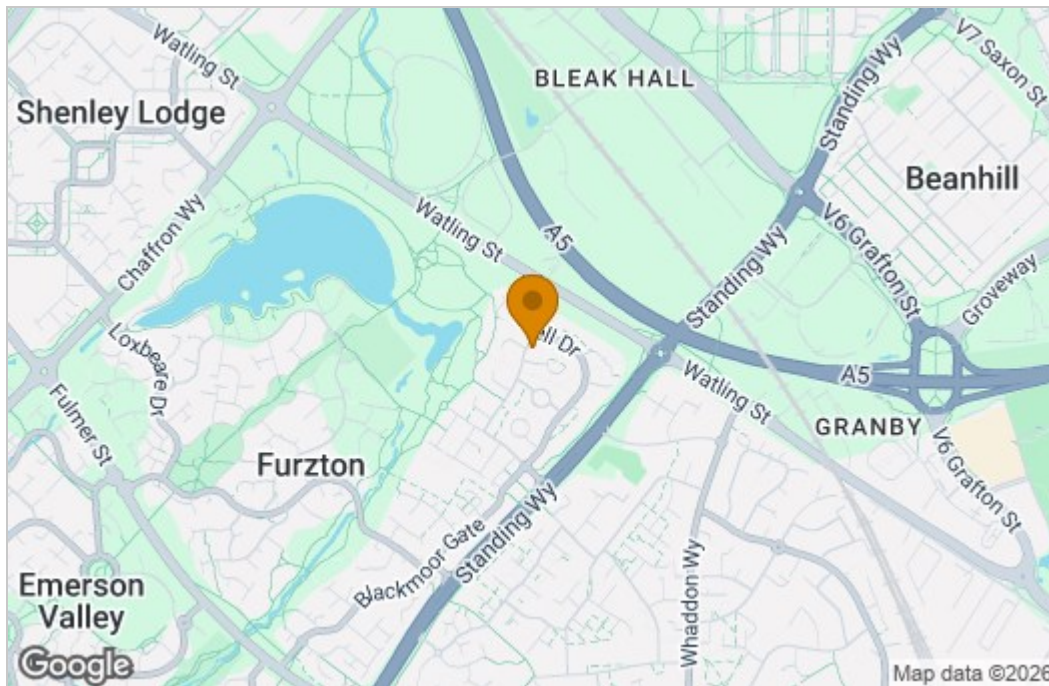 Watling St
BLEAK HALL
Standing Wy
V7 Saxon St
Shenley Lodge
Beanhill
Chaffron Wy
Watling St
A5
Standing Wy
V6 Grafton St
Groveway
Loxbeare Dr
ell Dr
Watling St
A5
Fulmer St
GRANBY
V6 Grafton St
Furzton
Standing Wy
Blackmoor Gate
Whaddon Wy
Emerson
Valley
Google
Map data ©2026